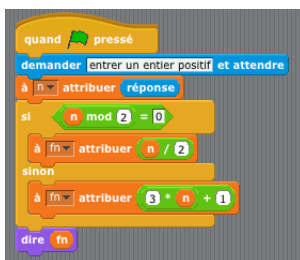 quand pressé
demander entrer un entier positif et attendre
à n attribuer réponse
si n mod 2 = 0
à fn attribuer n / 2
sinon
à fn attribuer 3 * n + 1
dire fn